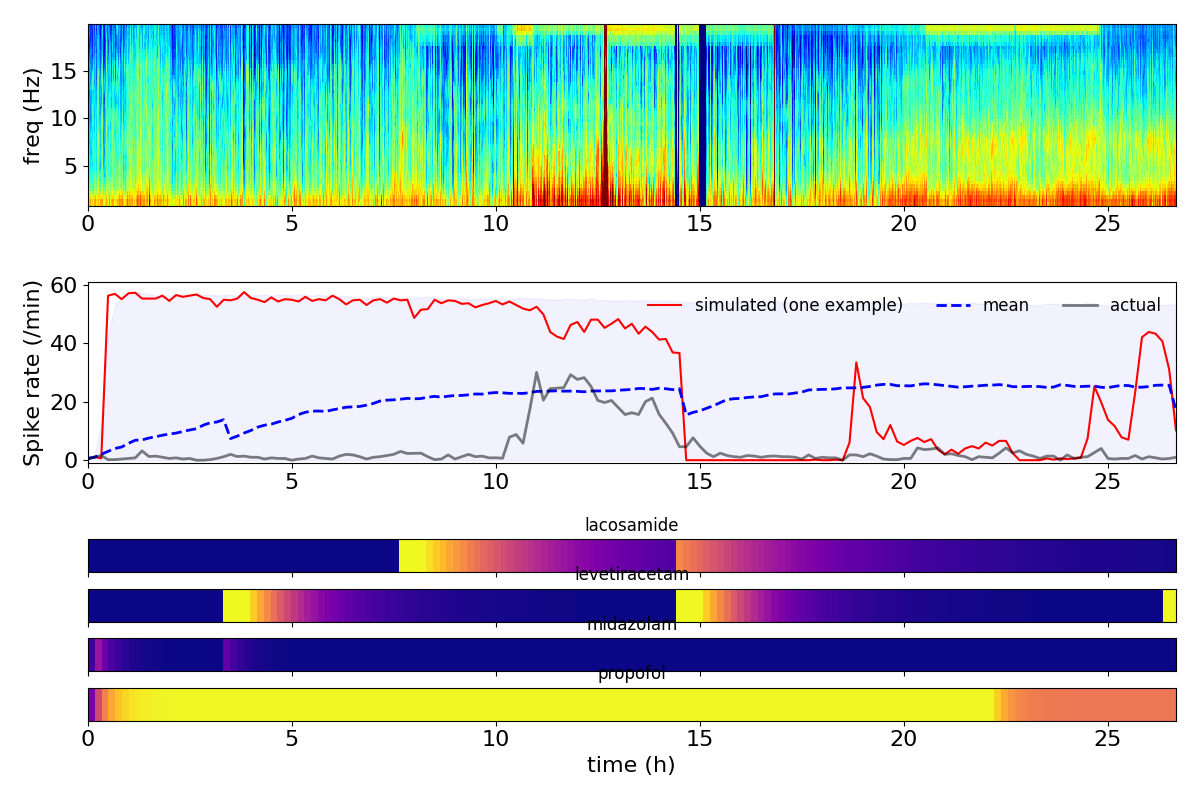 freq (Hz)
15
10
5
0 5 10 15 20 25
Spike rate (/min)
60
40
20
0
simulated (one example) mean actual
0 5 10 15 20 25
lacosamide
levetiracetam
midazolam
propofol
0 5 10 15 20 25
time (h)